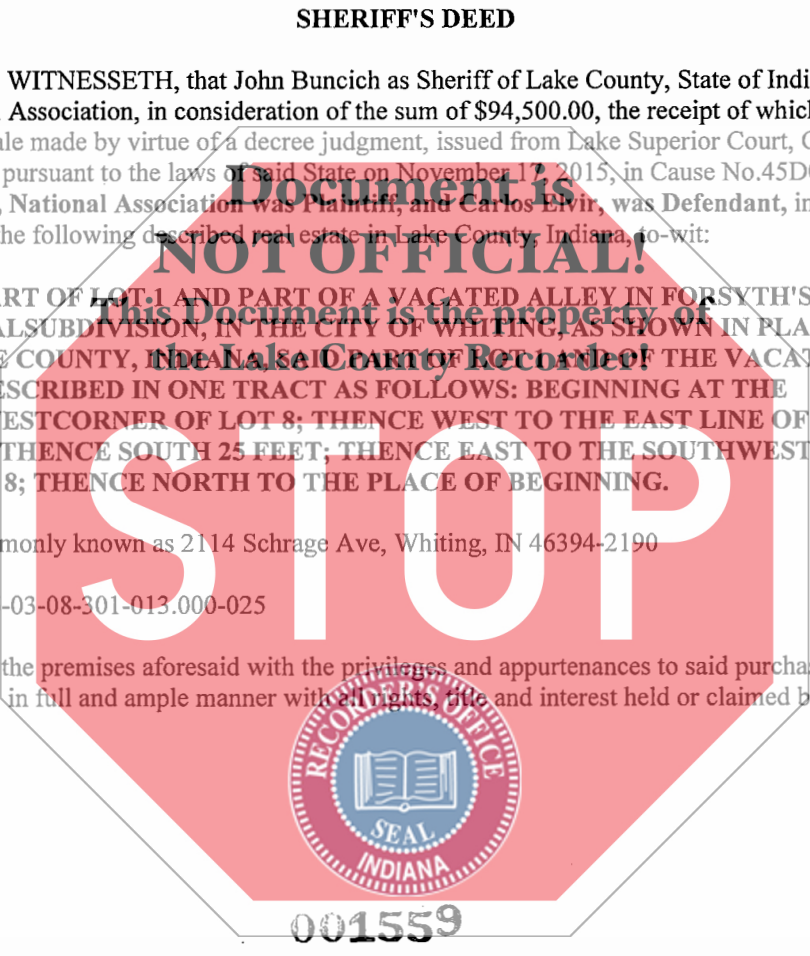 SHERIFF'S DEED
WITNESSETH, that John Buncich as Sheriff of Lake County, State of Indi
Association, in consideration of the sum of $94,500.00, the receipt of which
ale made by virtue of a decree judgment, issued from Lake Superior Court, C
pursuant to the laws of said State on November 17, 2015, in Cause No.45D0
, National Association was Plaintiff, and Carlos Elvir, was Defendant, in
he following described real estate in Lake County, Indiana, to-wit:
Document is
NOT OFFICIAL!
This Document is the property of
the Lake County Recorder!
RT OF LOT 1 AND PART OF A VACATED ALLEY IN FORSYTH'S
ALSUBDIVISION, IN THE CITY OF WHITING, AS SHOWN IN PLA
E COUNTY, INDIANA, SAID PART OF LOT 1 AND OF THE VACAT
ESCRIBED IN ONE TRACT AS FOLLOWS: BEGINNING AT THE
ESTCORNER OF LOT 8; THENCE WEST TO THE EAST LINE OF
THENCE SOUTH 25 FEET; THENCE EAST TO THE SOUTHWEST
8; THENCE NORTH TO THE PLACE OF BEGINNING.
STOP
monly known as 2114 Schrage Ave, Whiting, IN 46394-2190
-03-08-301-013.000-025
the premises aforesaid with the privileges and appurtenances to said purcha
in full and ample manner with all rights, title and interest held or claimed b
RECORDER'S OFFICE
SEAL
INDIANA
001559